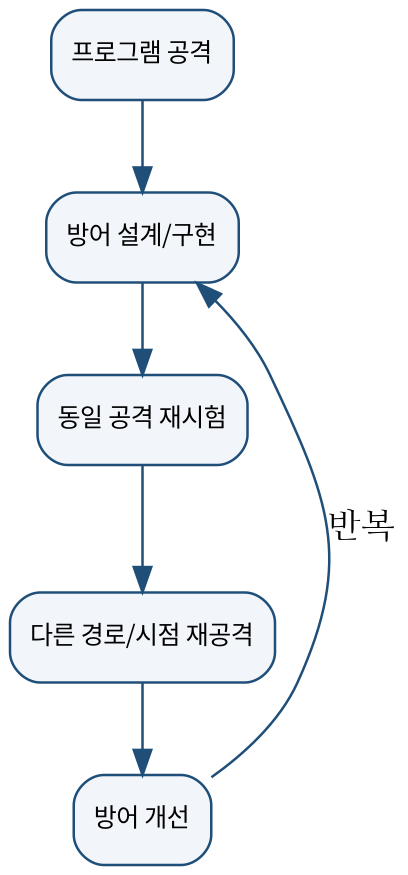 프로그램 공격
방어 설계/구현
동일 공격 재시험
반복
다른 경로/시점 재공격
방어 개선